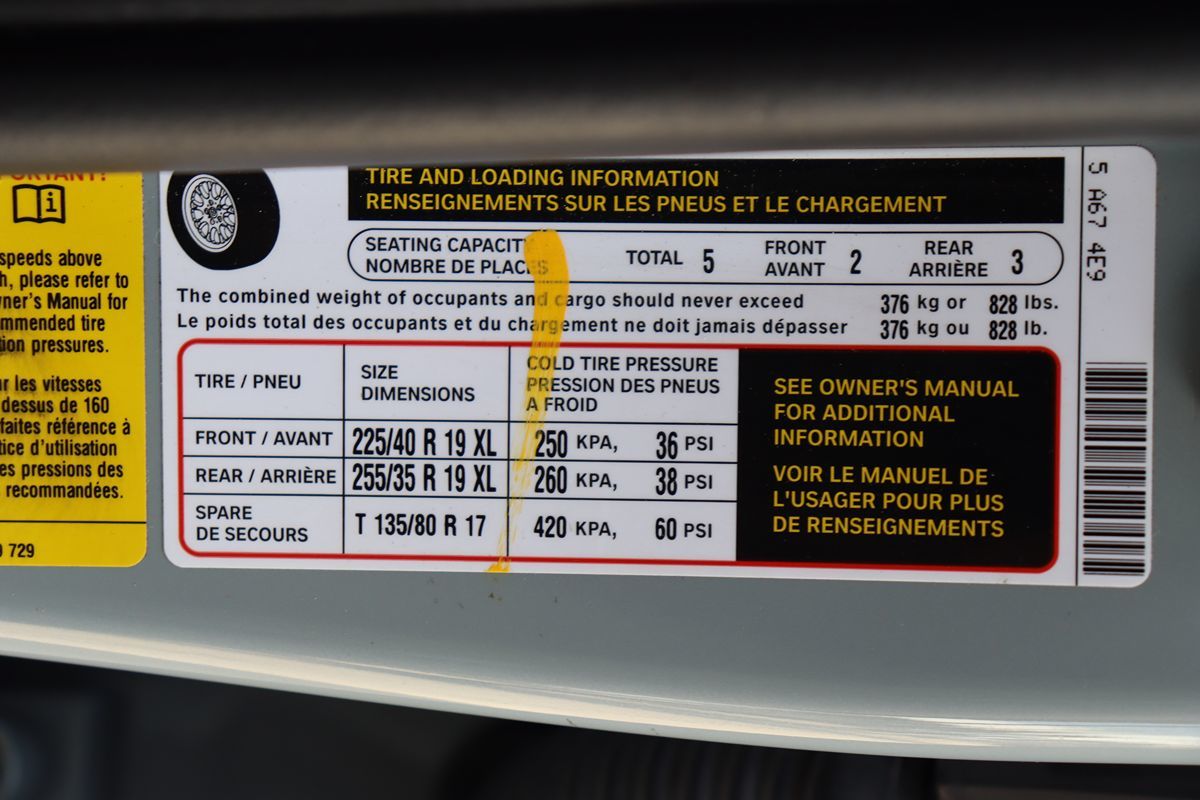 speeds above
please refer to
Manual for
tire
pressures.
les vitesses
dessus de 160
faites référence à
d'utilisation
pressions des
recommandées.
729
TIRE AND LOADING INFORMATION
RENSEIGNEMENTS SUR LES PNEUS ET LE CHARGEMENT
SEATING CAPACITY TOTAL 5 FRONT 2 REAR 3
NOMBRE DE PLACES AVANT ARRIÈRE
The combined weight of occupants and cargo should never exceed 376 kg or 828 lbs.
Le poids total des occupants et du chargement ne doit jamais dépasser 376 kg ou 828 lb.
TIRE / PNEU
SIZE
DIMENSIONS
COLD TIRE PRESSURE
PRESSION DES PNEUS
A FROID
FRONT / AVANT 225/40 R 19 XL 250 KPA, 36 PSI
REAR / ARRIÈRE 255/35 R 19 XL 260 KPA, 38 PSI
SPARE
DE SECOURS T 135/80 R 17 420 KPA, 60 PSI
SEE OWNER'S MANUAL
FOR ADDITIONAL
INFORMATION
VOIR LE MANUEL DE
L'USAGER POUR PLUS
DE RENSEIGNEMENTS
5 A67 4E9